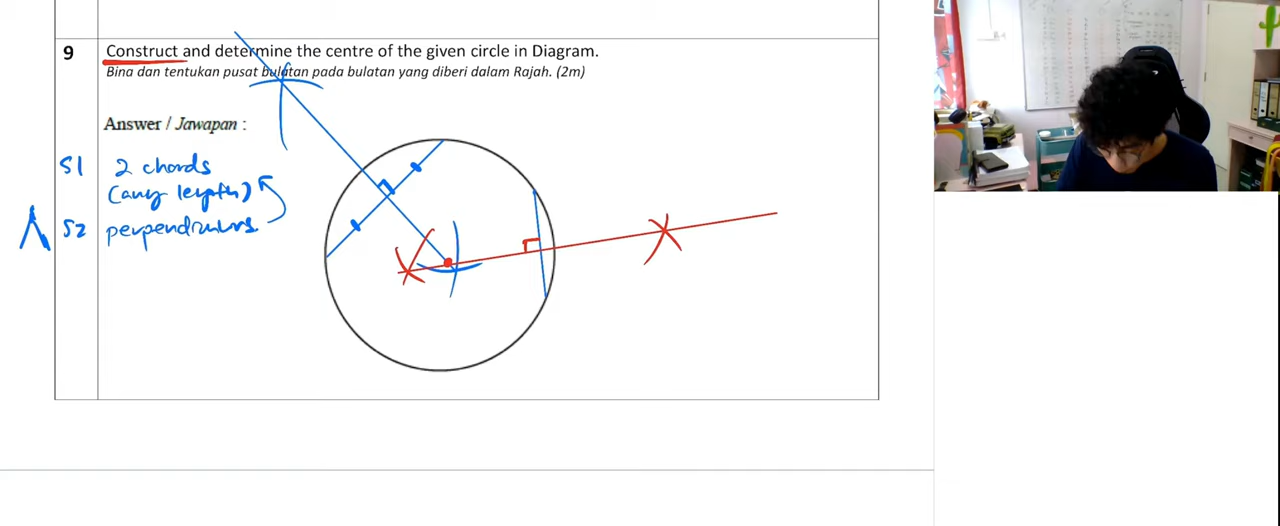 9
Construct and determine the centre of the given circle in Diagram.
Bina dan tentukan pusat bulatan pada bulatan yang diberi dalam Rajah. (2m)
Answer / Jawapan :
S1 2 chords
(any length)
S2